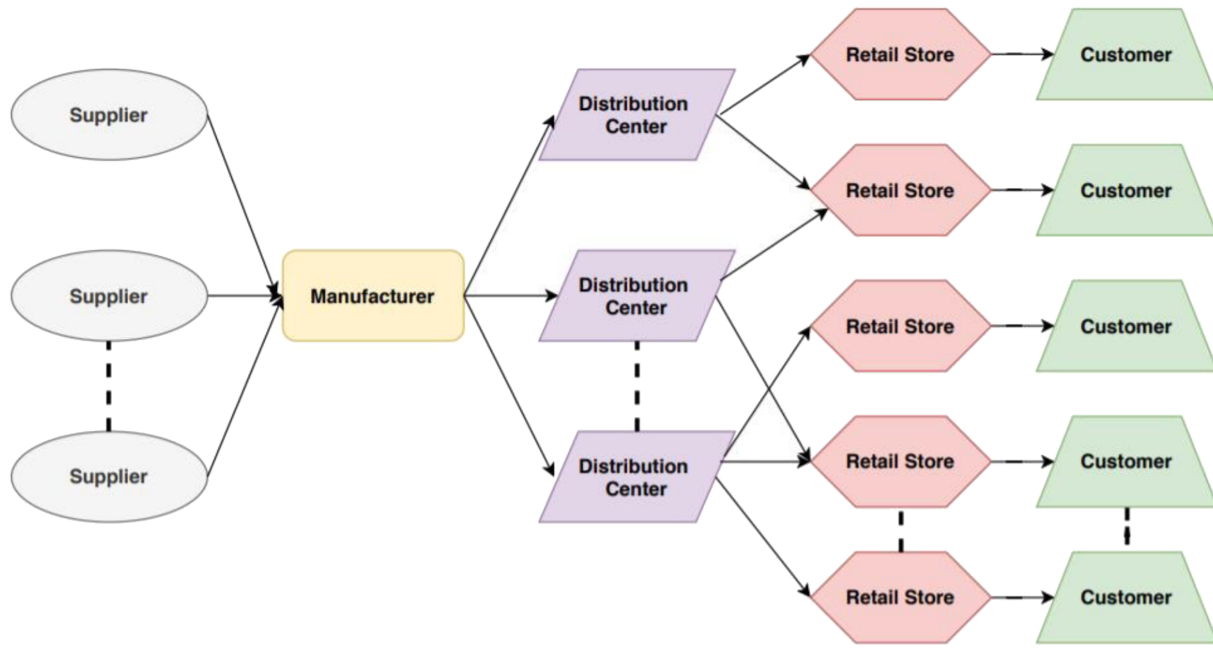 Supplier
Supplier
Supplier
Manufacturer
Distribution
Center
Distribution
Center
Distribution
Center
Retail Store
Retail Store
Retail Store
Retail Store
Retail Store
Customer
Customer
Customer
Customer
Customer